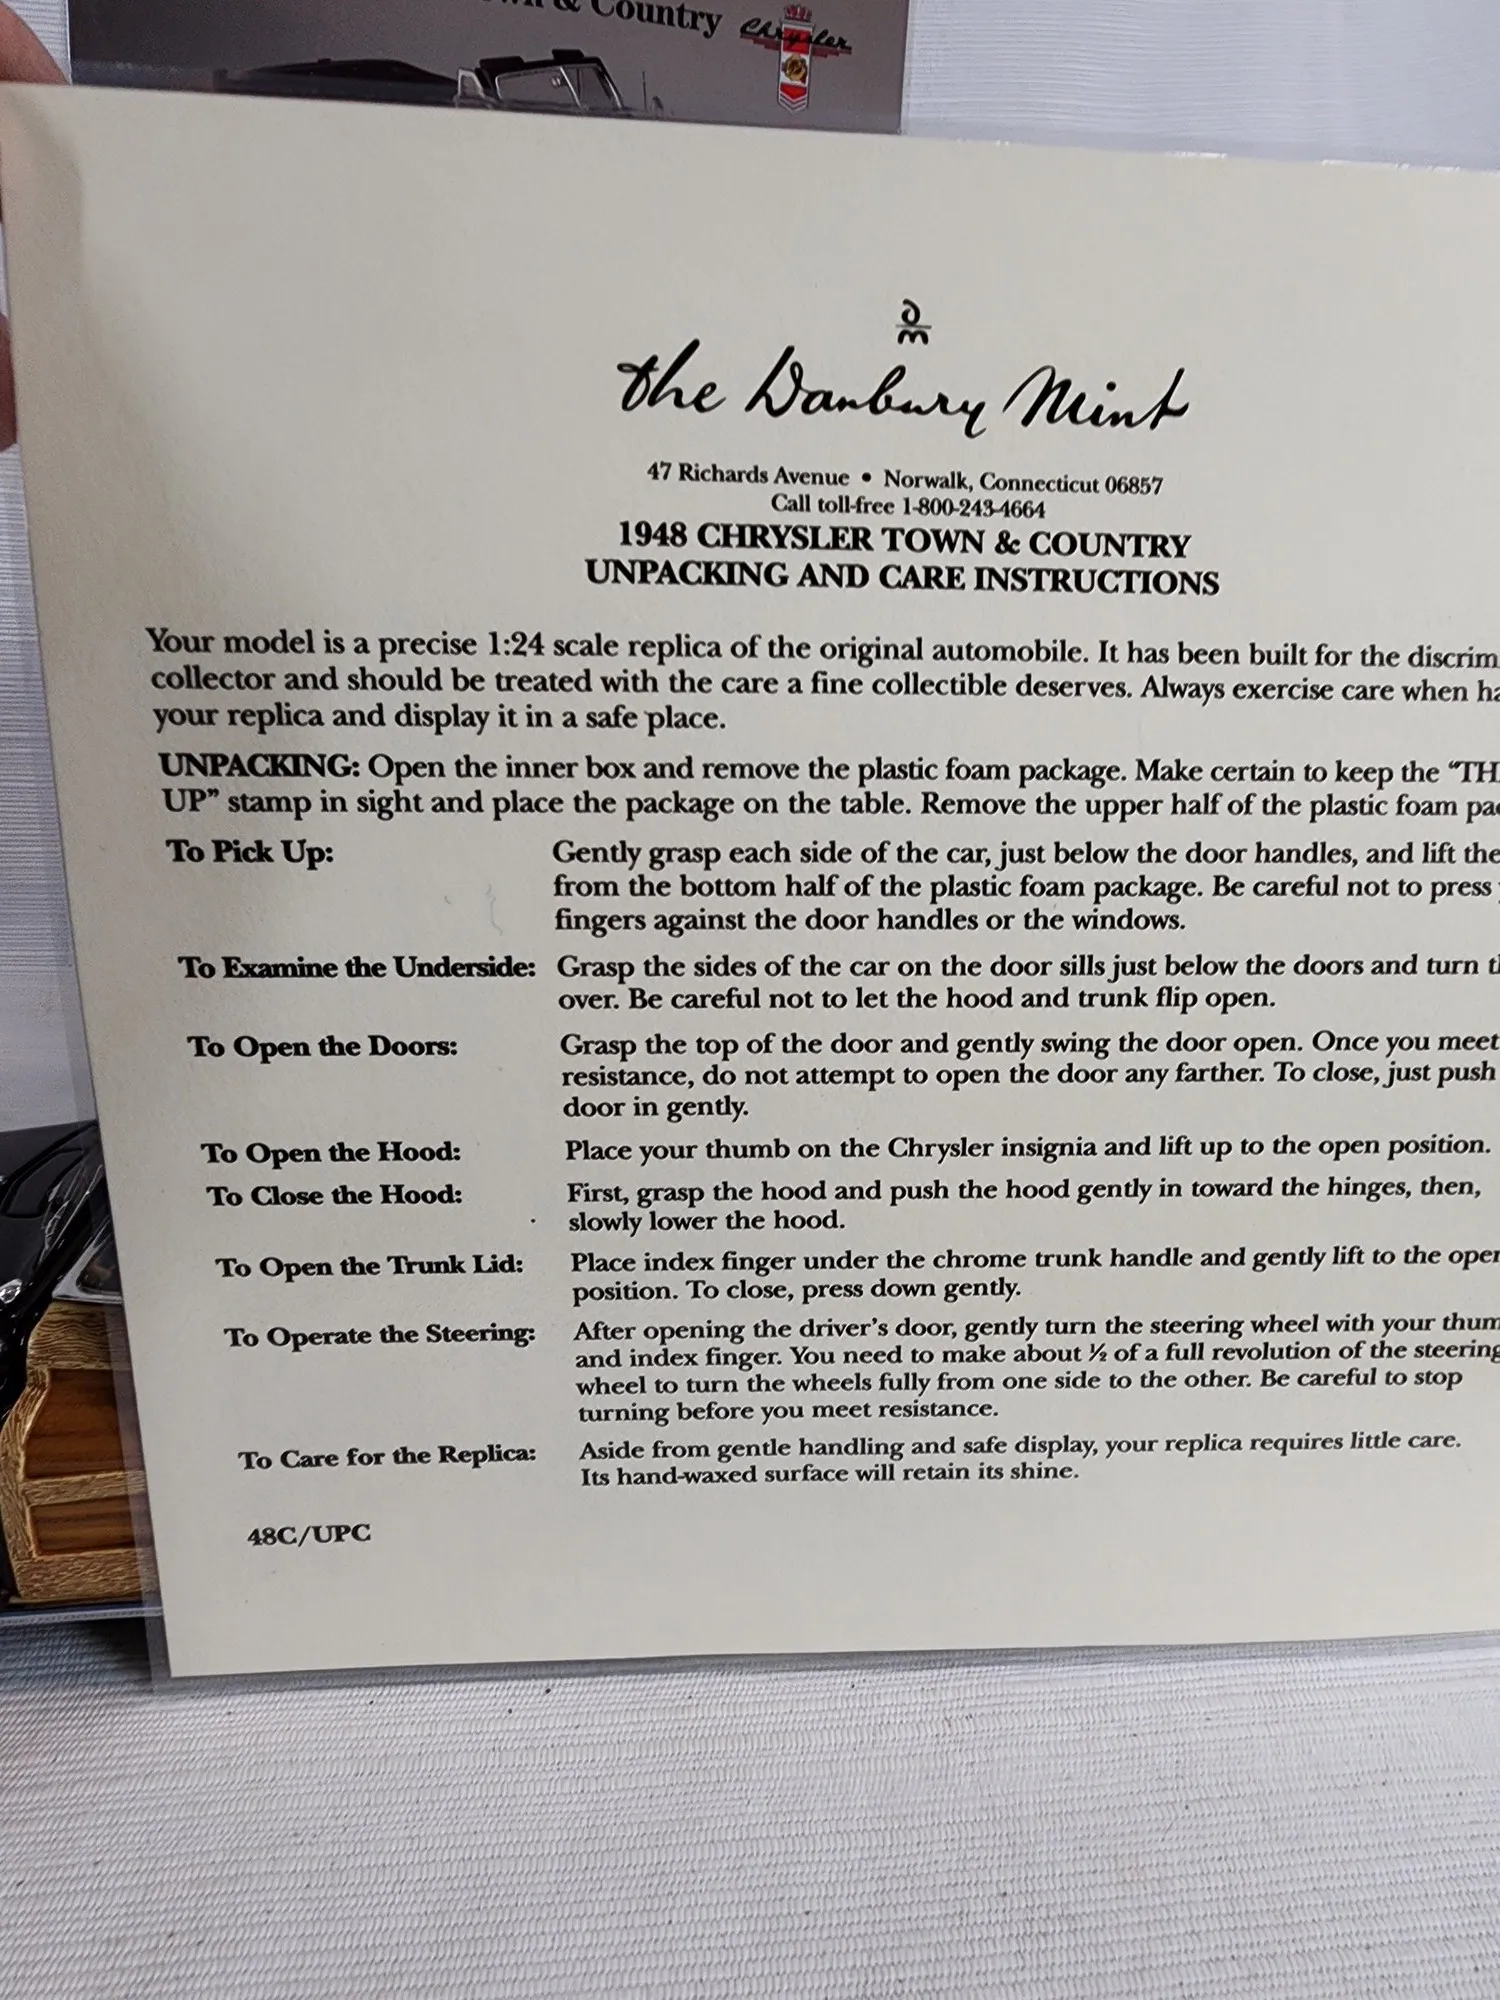 & Country
Chrysler
dm
the Danbury Mint
47 Richards Avenue • Norwalk, Connecticut 06857
Call toll-free 1-800-243-4664
1948 CHRYSLER TOWN & COUNTRY
UNPACKING AND CARE INSTRUCTIONS
Your model is a precise 1:24 scale replica of the original automobile. It has been built for the discrim
collector and should be treated with the care a fine collectible deserves. Always exercise care when ha
your replica and display it in a safe place.
UNPACKING: Open the inner box and remove the plastic foam package. Make certain to keep the “TH
UP” stamp in sight and place the package on the table. Remove the upper half of the plastic foam pa
To Pick Up: Gently grasp each side of the car, just below the door handles, and lift the
from the bottom half of the plastic foam package. Be careful not to press
fingers against the door handles or the windows.
To Examine the Underside: Grasp the sides of the car on the door sills just below the doors and turn t
over. Be careful not to let the hood and trunk flip open.
To Open the Doors: Grasp the top of the door and gently swing the door open. Once you meet
resistance, do not attempt to open the door any farther. To close, just push
door in gently.
To Open the Hood: Place your thumb on the Chrysler insignia and lift up to the open position.
To Close the Hood: First, grasp the hood and push the hood gently in toward the hinges, then,
slowly lower the hood.
To Open the Trunk Lid: Place index finger under the chrome trunk handle and gently lift to the open
position. To close, press down gently.
To Operate the Steering: After opening the driver’s door, gently turn the steering wheel with your thum
and index finger. You need to make about ½ of a full revolution of the steering
wheel to turn the wheels fully from one side to the other. Be careful to stop
turning before you meet resistance.
To Care for the Replica: Aside from gentle handling and safe display, your replica requires little care.
Its hand-waxed surface will retain its shine.
48C/UPC